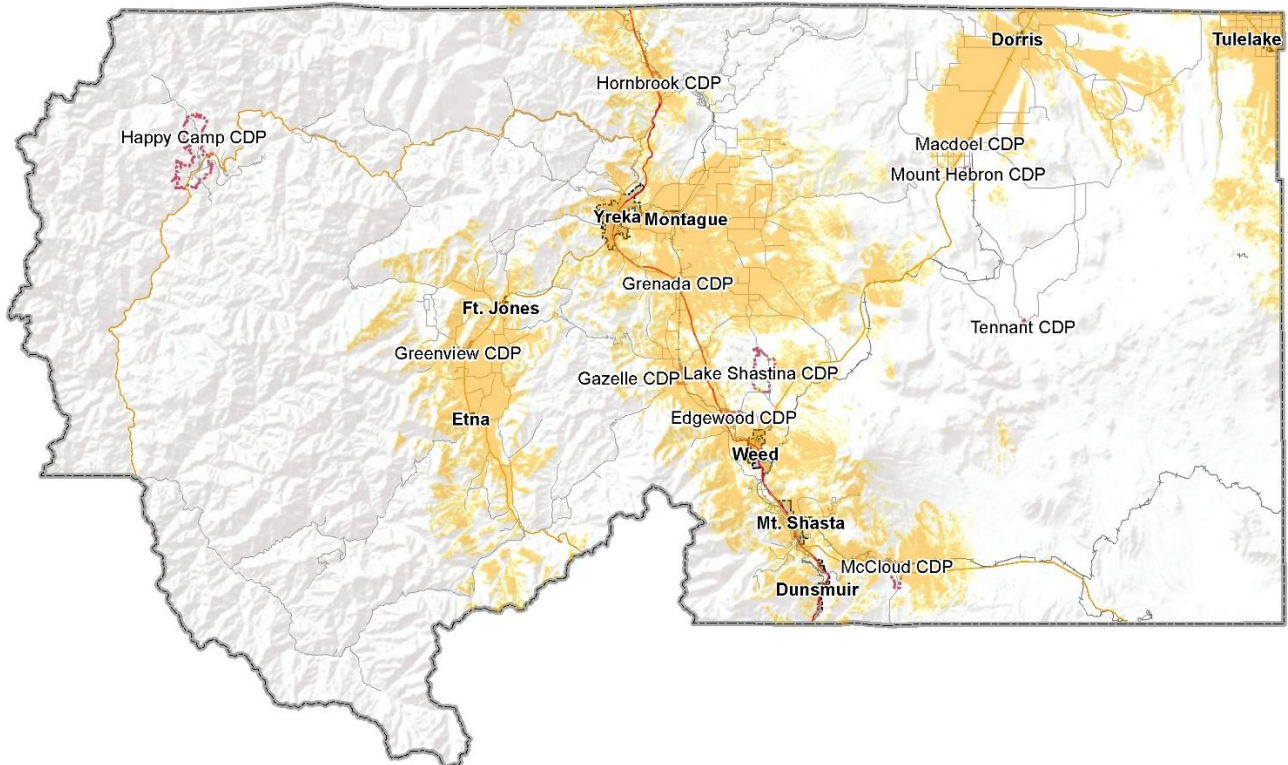 Dorris
Tulelake
Hornbrook CDP
Happy Camp CDP
Macdoel CDP
Mount Hebron CDP
Yreka
Montague
Grenada CDP
Ft. Jones
Tennant CDP
Greenview CDP
Gazelle CDP
Lake Shastina CDP
Etna
Edgewood CDP
Weed
Mt. Shasta
McCloud CDP
Dunsmuir